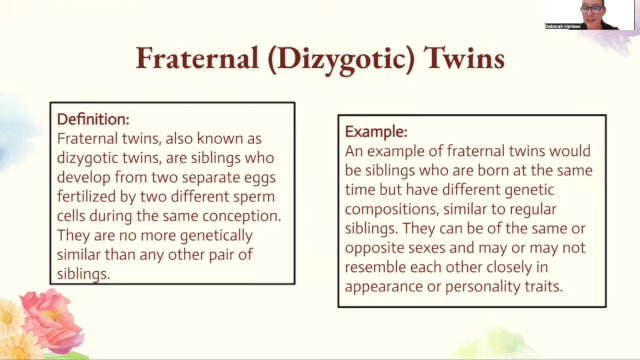 Deborah Hannan
Fraternal (Dizygotic) Twins
Definition:
Fraternal twins, also known as
dizygotic twins, are siblings who
develop from two separate eggs
fertilized by two different sperm
cells during the same conception.
They are no more genetically
similar than any other pair of
siblings.
Example:
An example of fraternal twins would
be siblings who are born at the same
time but have different genetic
compositions, similar to regular
siblings. They can be of the same or
opposite sexes and may or may not
resemble each other closely in
appearance or personality traits.